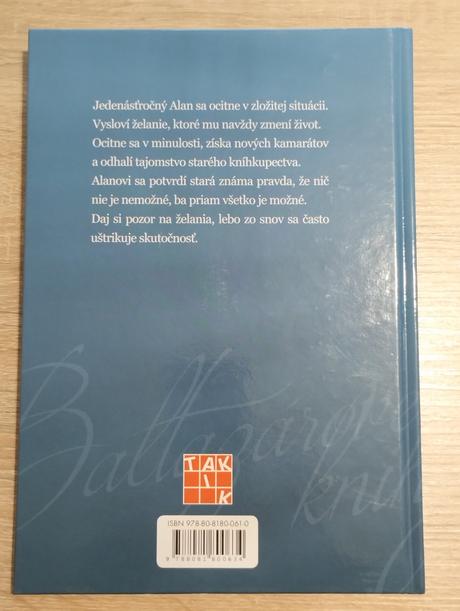 Jedenásťročný Alan sa ocitne v zložitej situácii.
Vysloví želanie, ktoré mu navždy zmení život.
Ocitne sa v minulosti, získa nových kamarátov
a odhalí tajomstvo starého kníhkupectva.
Alanovi sa potvrdí stará známa pravda, že nič
nie je nemožné, ba priam všetko je možné.
Daj si pozor na želania, lebo zo snov sa často
uštrikuje skutočnosť.
TAK
IK
ISBN 978-80-8180-061-0